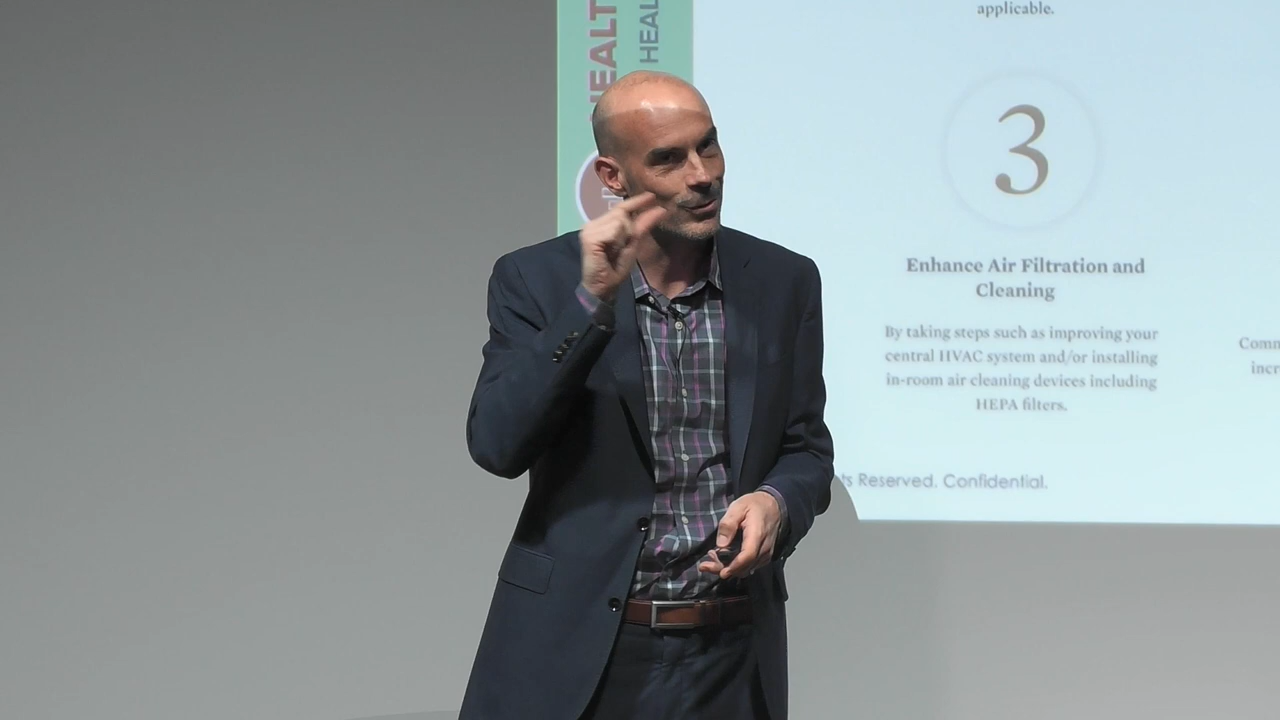 HEALT
HEAL
applicable.
3
Enhance Air Filtration and
Cleaning
By taking steps such as improving your
central HVAC system and/or installing
in-room air cleaning devices including
HEPA filters.
Comm
incr
ts Reserved. Confidential.